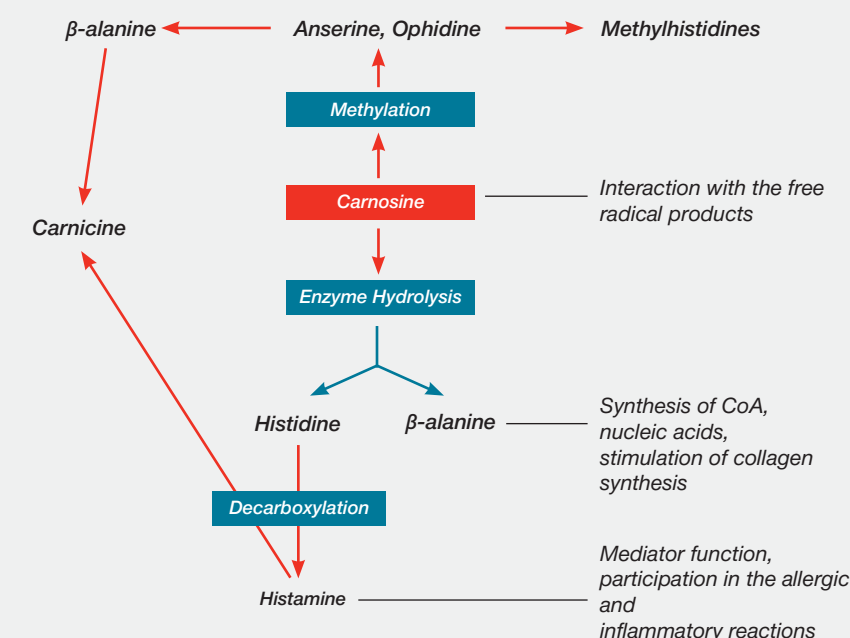 β-alanine
Anserine, Ophidine
Methylhistidines
Methylation
Carnosine
Interaction with the free
radical products
Carnicine
Enzyme Hydrolysis
Histidine
β-alanine
Synthesis of CoA,
nucleic acids,
stimulation of collagen
synthesis
Decarboxylation
Histamine
Mediator function,
participation in the allergic
and
inflammatory reactions